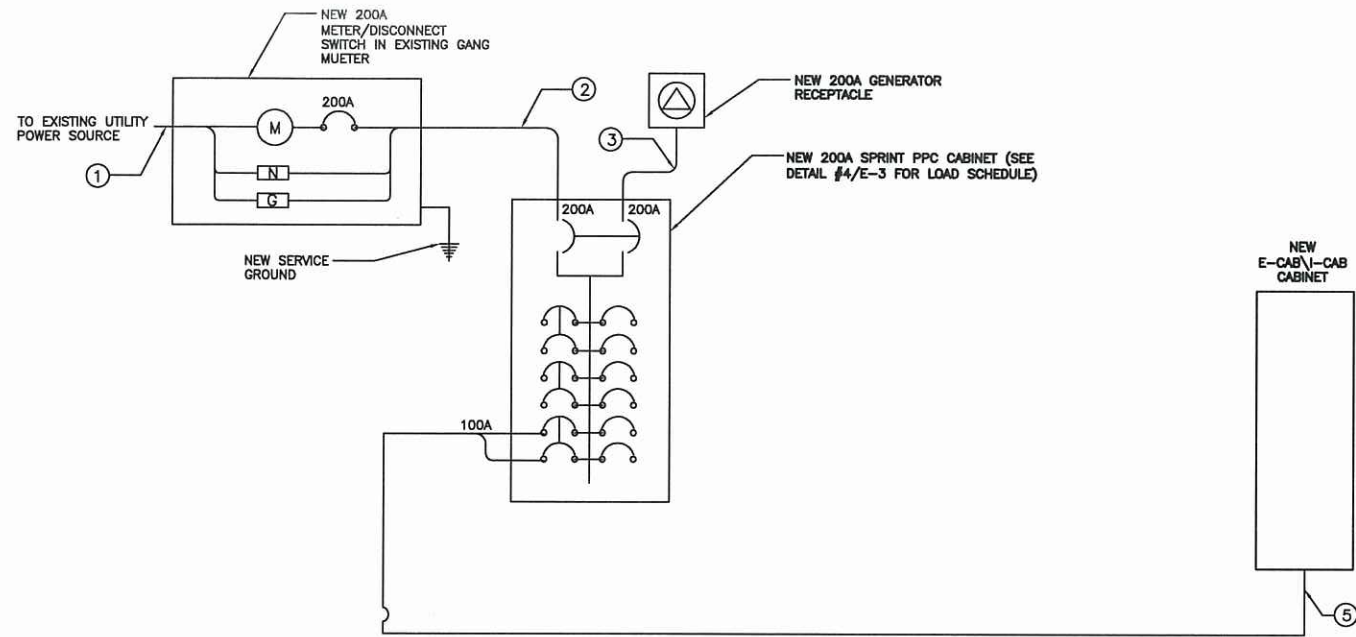 NEW 200A
METER/DISCONNECT
SWITCH IN EXISTING GANG
MUETER
TO EXISTING UTILITY
POWER SOURCE
1
M
200A
N
G
2
NEW SERVICE
GROUND
3
NEW 200A GENERATOR
RECEPTACLE
NEW 200A SPRINT PPC CABINET (SEE
DETAIL #4/E-3 FOR LOAD SCHEDULE)
200A
200A
100A
NEW
E-CAB\I-CAB
CABINET
5